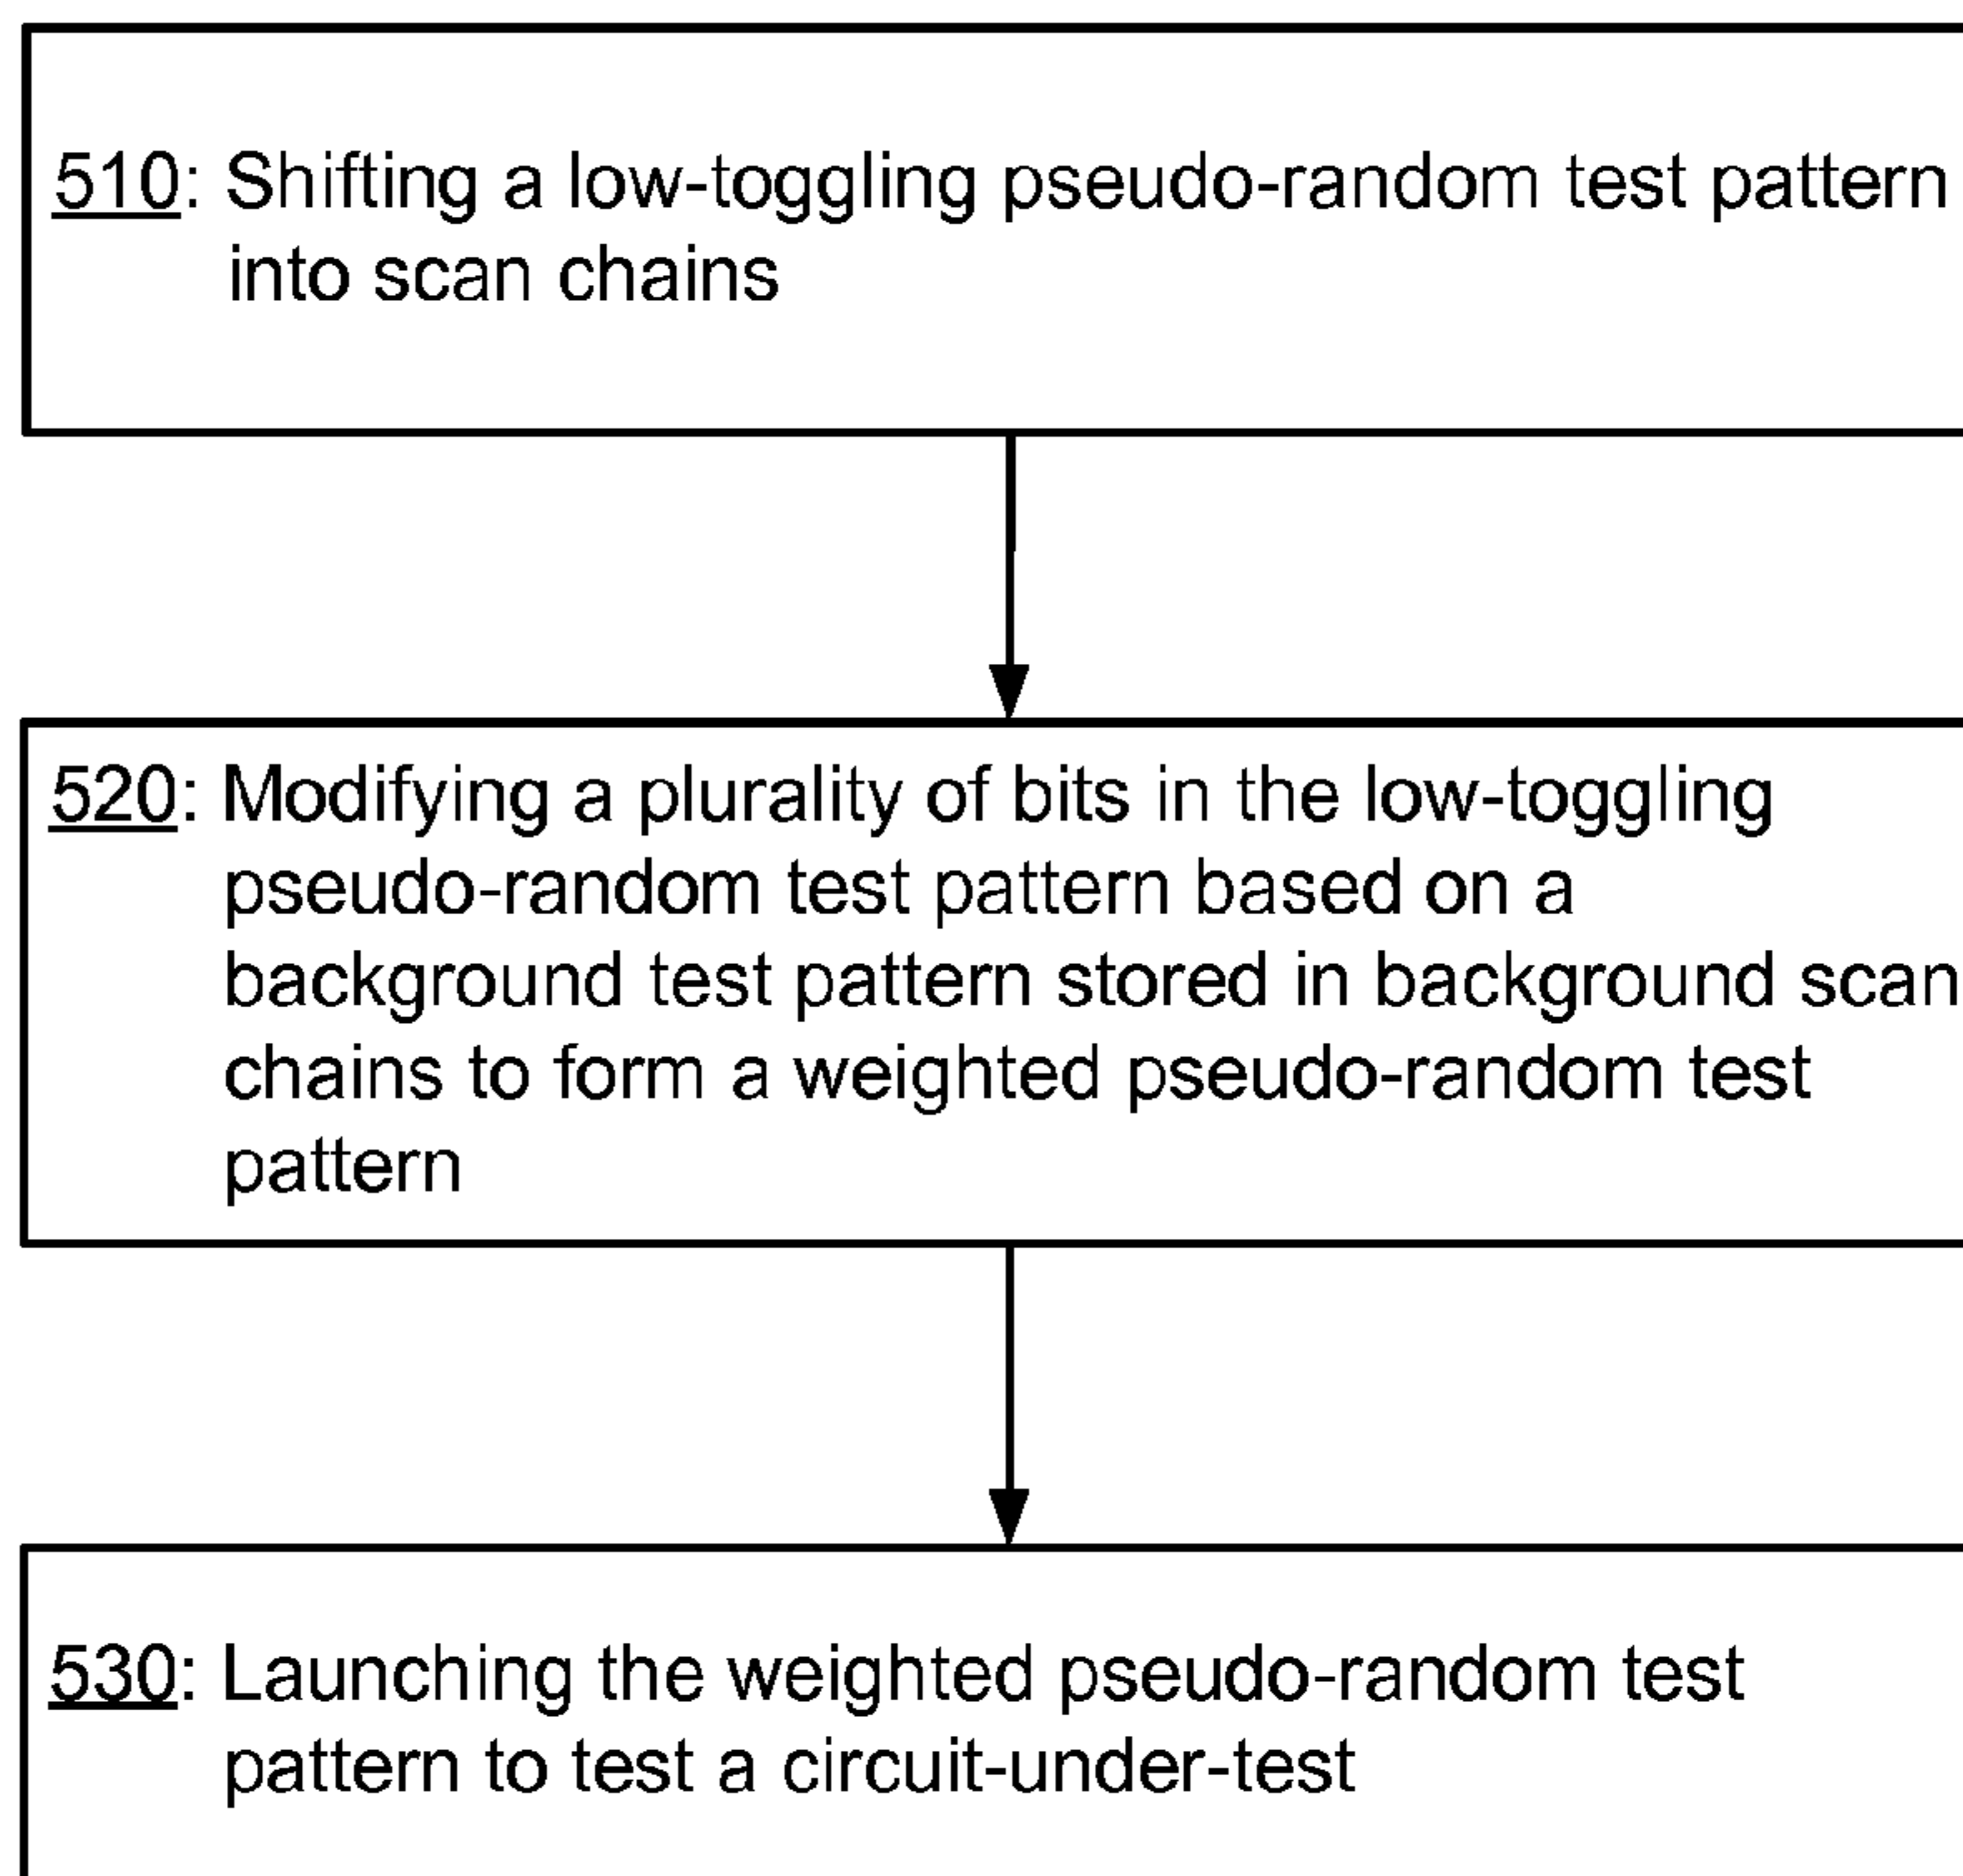 510: Shifting a low-toggling pseudo-random test pattern
into scan chains
520: Modifying a plurality of bits in the low-toggling
pseudo-random test pattern based on a
background test pattern stored in background scan
chains to form a weighted pseudo-random test
pattern
530: Launching the weighted pseudo-random test
pattern to test a circuit-under-test